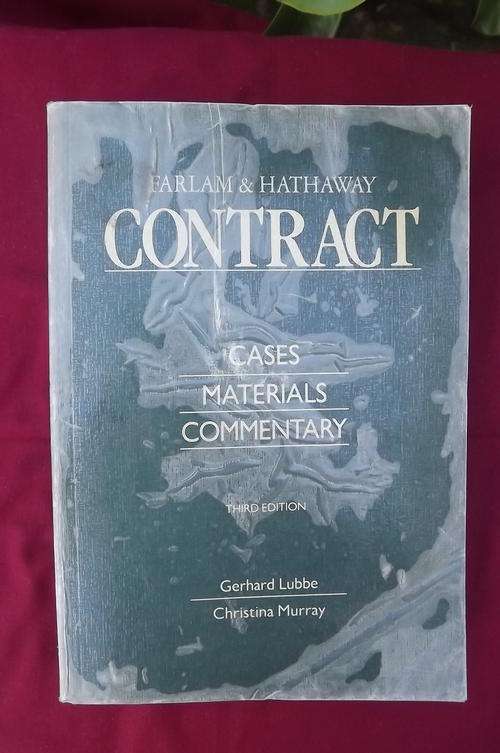 FARLAM & HATHAWAY
CONTRACT
CASES
MATERIALS
COMMENTARY
THIRD EDITION
Gerhard Lubbe
Christina Murray